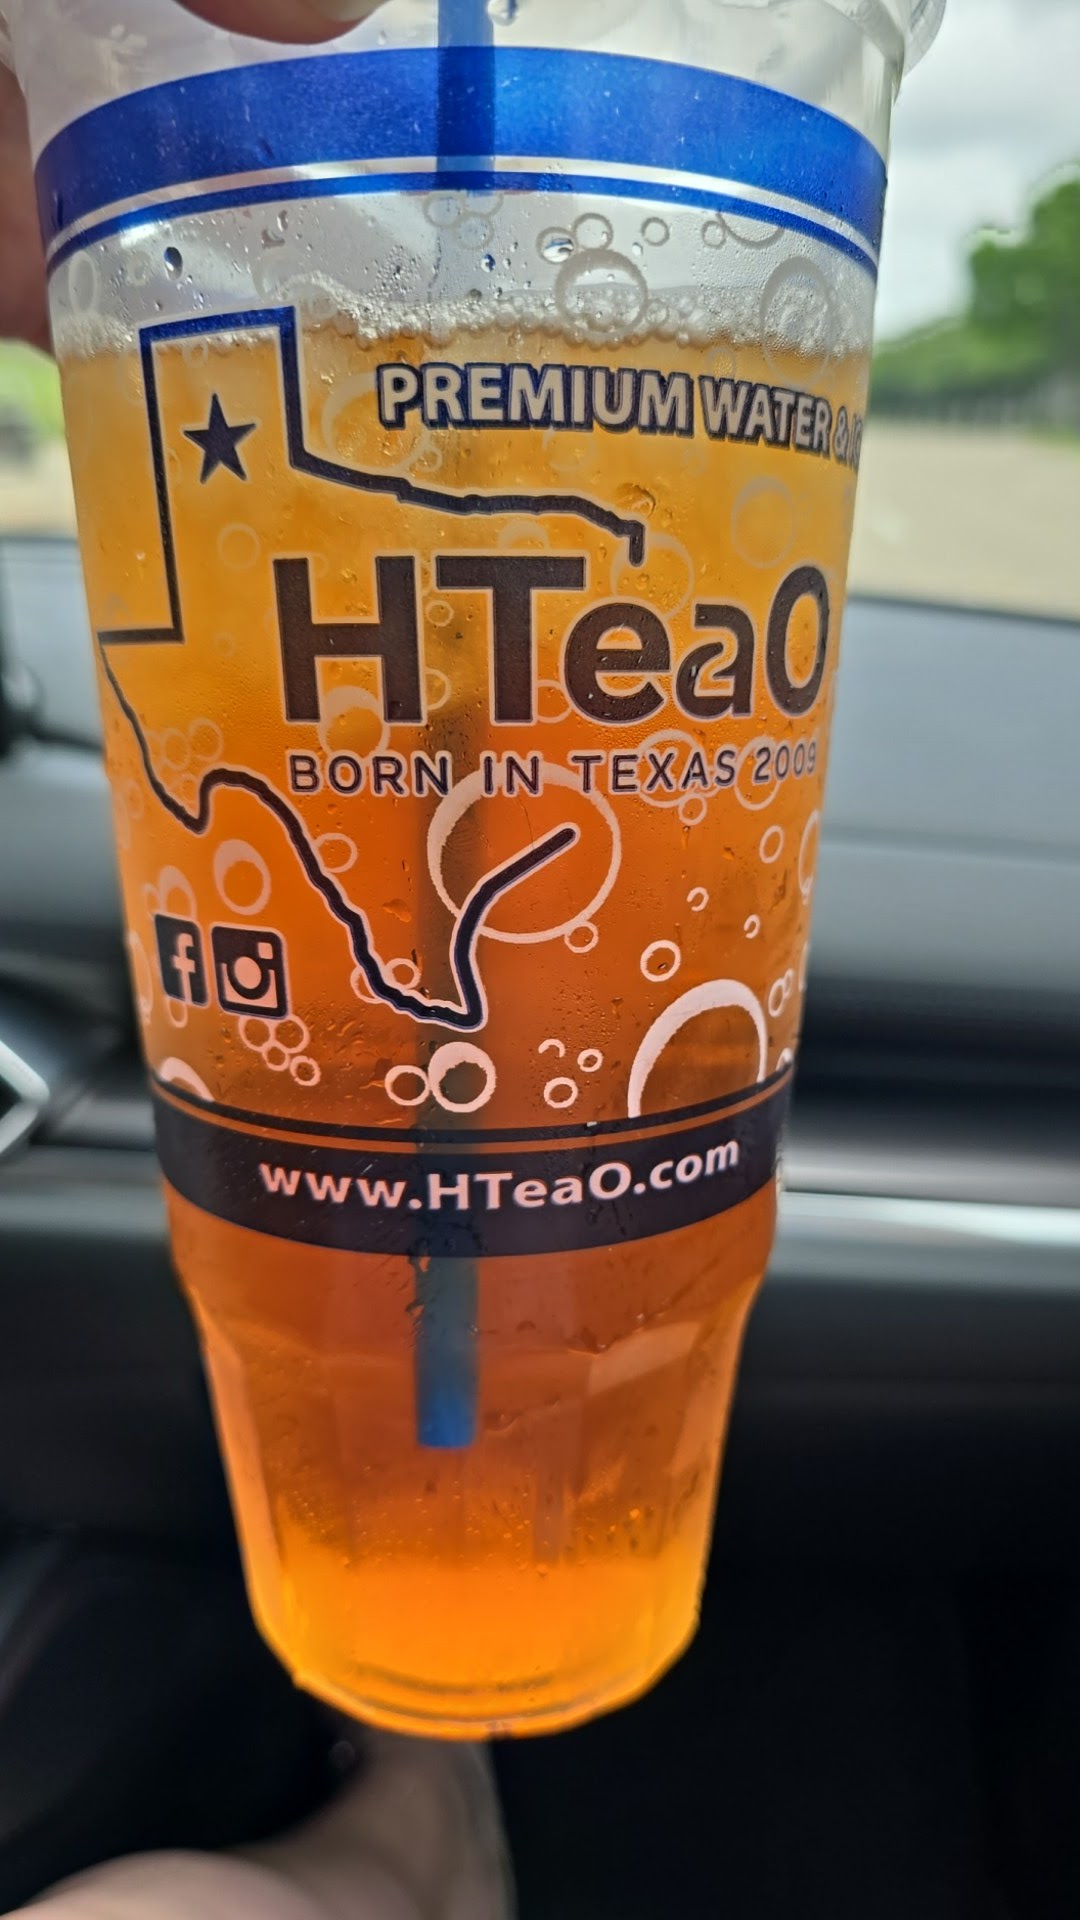 PREMIUM WATER &
HTeaO
BORN IN TEXAS 2009
f
www.HTeaO.com